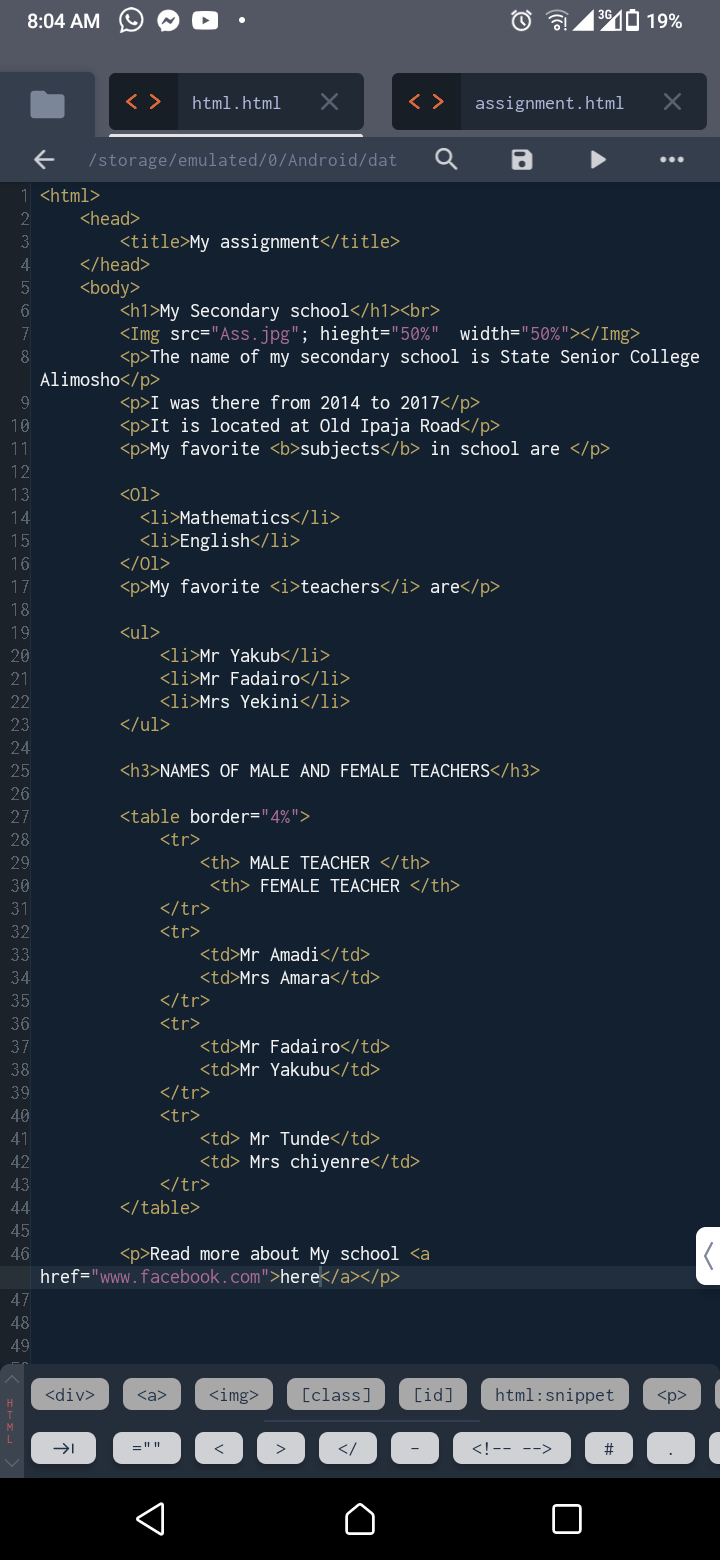 8:04 AM 3G 19%
html.html assignment.html
/storage/emulated/0/Android/dat
1 <html>
2 <head>
3 <title>My assignment</title>
4 </head>
5 <body>
6 <h1>My Secondary school</h1><br>
7 <Img src="Ass.jpg"; hieght="50%"  width="50%"></Img>
8 <p>The name of my secondary school is State Senior College
Alimosho</p>
9 <p>I was there from 2014 to 2017</p>
10 <p>It is located at Old Ipaja Road</p>
11 <p>My favorite <b>subjects</b> in school are </p>
12
13 <Ol>
14 <li>Mathematics</li>
15 <li>English</li>
16 </Ol>
17 <p>My favorite <i>teachers</i> are</p>
18
19 <ul>
20 <li>Mr Yakub</li>
21 <li>Mr Fadairo</li>
22 <li>Mrs Yekini</li>
23 </ul>
24
25 <h3>NAMES OF MALE AND FEMALE TEACHERS</h3>
26
27 <table border="4%">
28 <tr>
29 <th> MALE TEACHER </th>
30 <th> FEMALE TEACHER </th>
31 </tr>
32 <tr>
33 <td>Mr Amadi</td>
34 <td>Mrs Amara</td>
35 </tr>
36 <tr>
37 <td>Mr Fadairo</td>
38 <td>Mr Yakubu</td>
39 </tr>
40 <tr>
41 <td> Mr Tunde</td>
42 <td> Mrs chiyenre</td>
43 </tr>
44 </table>
45
46 <p>Read more about My school <a
href="www.facebook.com">here</a></p>
47
48
49
HTML
<div> <a> <img> [class] [id] html:snippet <p>
="" < > </ - <!-- --> # .